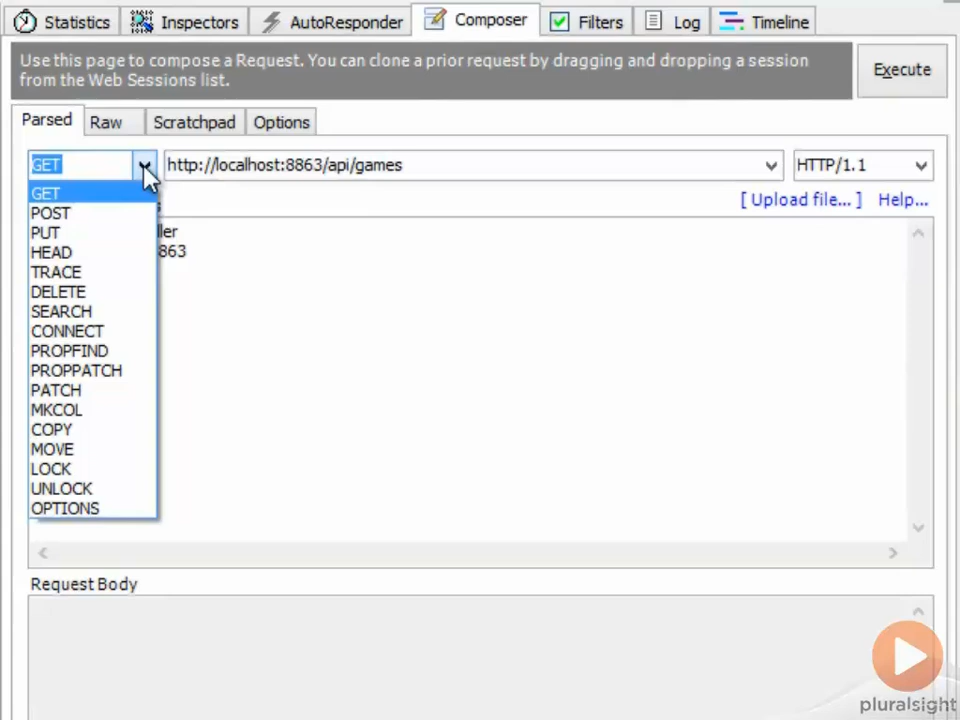 Statistics Inspectors AutoResponder Composer Filters Log Timeline
Use this page to compose a Request. You can clone a prior request by dragging and dropping a session
from the Web Sessions list.
Execute
Parsed Raw Scratchpad Options
GET http://localhost:8863/api/games HTTP/1.1
[ Upload file... ] Help...
GET
POST
PUT
HEAD
TRACE
DELETE
SEARCH
CONNECT
PROPFIND
PROPPATCH
PATCH
MKCOL
COPY
MOVE
LOCK
UNLOCK
OPTIONS
ller
863
Request Body
pluralsight